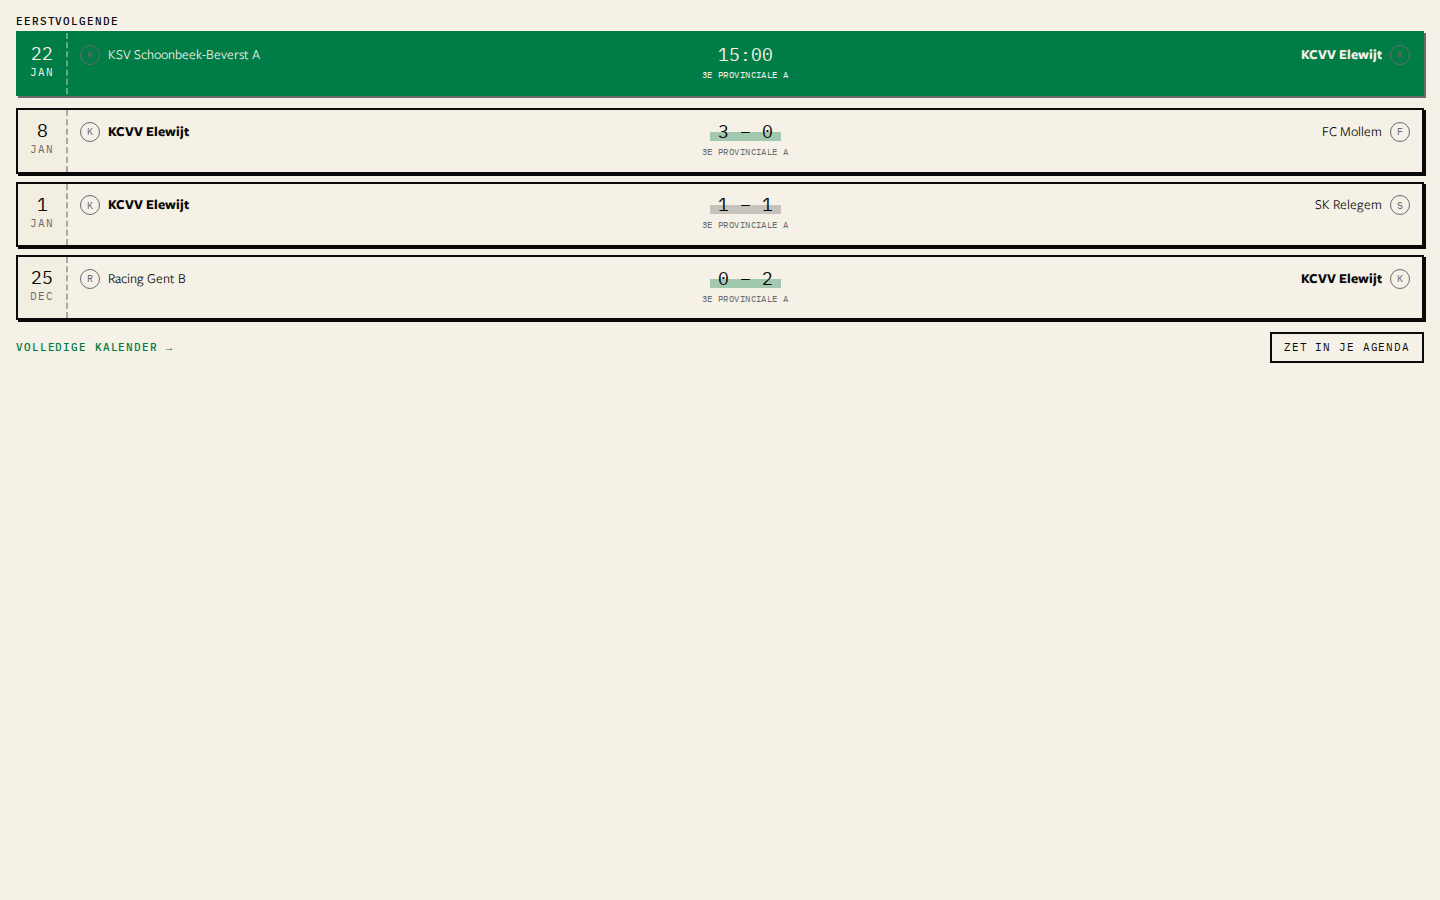 EERSTVOLGENDE
22 JAN K KSV Schoonbeek-Beverst A 15:00 3E PROVINCIALE A KCVV Elewijt K
8 JAN K KCVV Elewijt 3 – 0 3E PROVINCIALE A FC Mollem F
1 JAN K KCVV Elewijt 1 – 1 3E PROVINCIALE A SK Relegem S
25 DEC R Racing Gent B 0 – 2 3E PROVINCIALE A KCVV Elewijt K
VOLLEDIGE KALENDER → ZET IN JE AGENDA